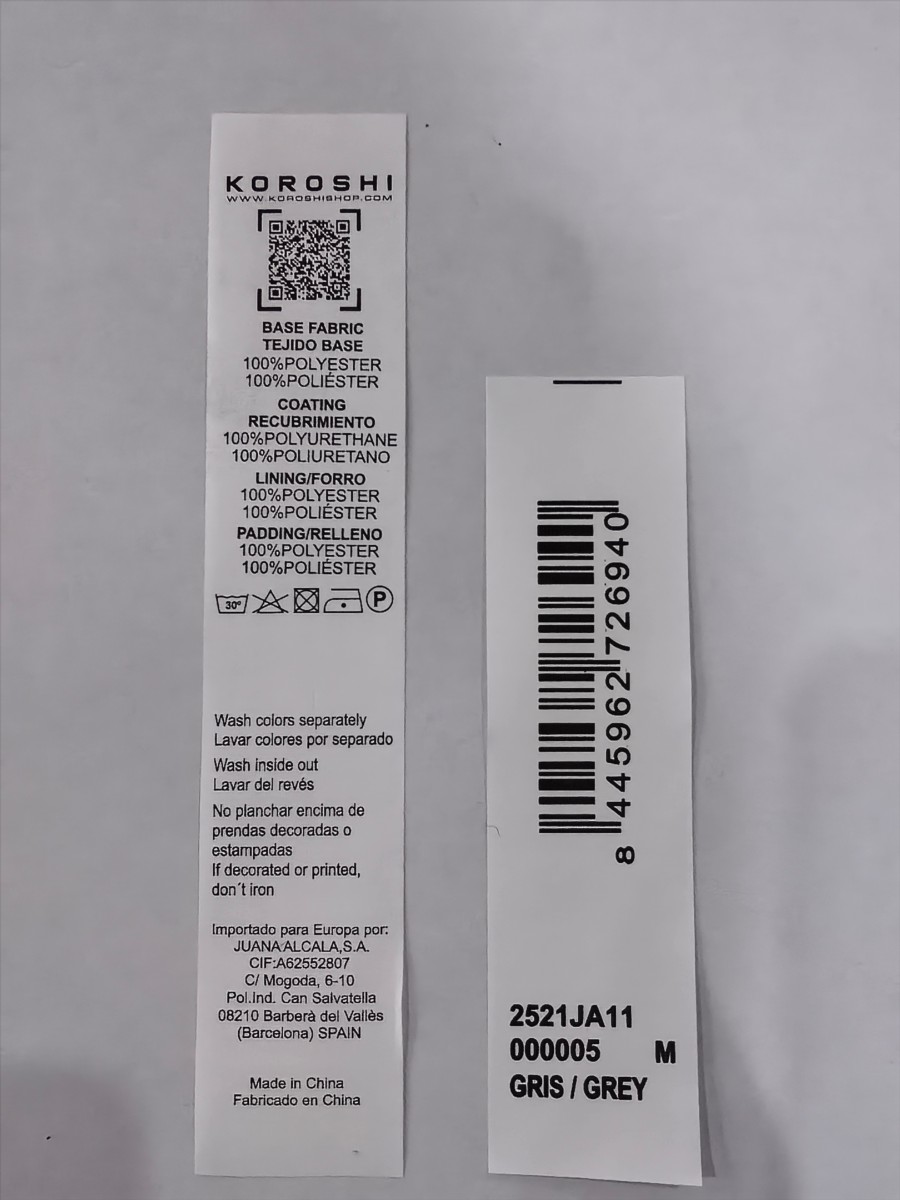 KOROSHI
WWW.KOROSHISHOP.COM
BASE FABRIC
TEJIDO BASE
100%POLYESTER
100%POLIÉSTER
COATING
RECUBRIMIENTO
100%POLYURETHANE
100%POLIURETANO
LINING/FORRO
100%POLYESTER
100%POLIÉSTER
PADDING/RELLENO
100%POLYESTER
100%POLIÉSTER
30° P
Wash colors separately
Lavar colores por separado
Wash inside out
Lavar del revés
No planchar encima de
prendas decoradas o
estampadas
If decorated or printed,
don´t iron
Importado para Europa por:
JUANA ALCALA,S.A.
CIF:A62552807
C/ Mogoda, 6-10
Pol.Ind. Can Salvatella
08210 Barberà del Vallès
(Barcelona) SPAIN
Made in China
Fabricado en China
8 445962 726940
2521JA11
000005 M
GRIS / GREY